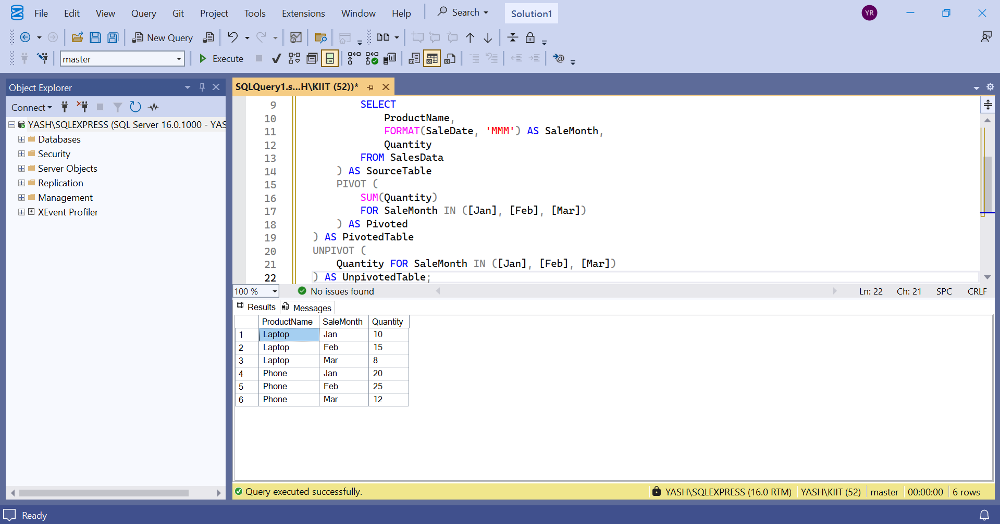 File Edit View Query Git Project Tools Extensions Window Help Search Solution1 YR
New Query
master Execute
Object Explorer
Connect
YASH\SQLEXPRESS (SQL Server 16.0.1000 - YAS
Databases
Security
Server Objects
Replication
Management
XEvent Profiler
SQLQuery1.s...H\KIIT (52))*
9 SELECT
10 ProductName,
11 FORMAT(SaleDate, 'MMM') AS SaleMonth,
12 Quantity
13 FROM SalesData
14 ) AS SourceTable
15 PIVOT (
16 SUM(Quantity)
17 FOR SaleMonth IN ([Jan], [Feb], [Mar])
18 ) AS Pivoted
19 ) AS PivotedTable
20 UNPIVOT (
21 Quantity FOR SaleMonth IN ([Jan], [Feb], [Mar])
22 ) AS UnpivotedTable;
100 % No issues found Ln: 22 Ch: 21 SPC CRLF
Results Messages
ProductName SaleMonth Quantity
1 Laptop Jan 10
2 Laptop Feb 15
3 Laptop Mar 8
4 Phone Jan 20
5 Phone Feb 25
6 Phone Mar 12
Query executed successfully. YASH\SQLEXPRESS (16.0 RTM) YASH\KIIT (52) master 00:00:00 6 rows
Ready